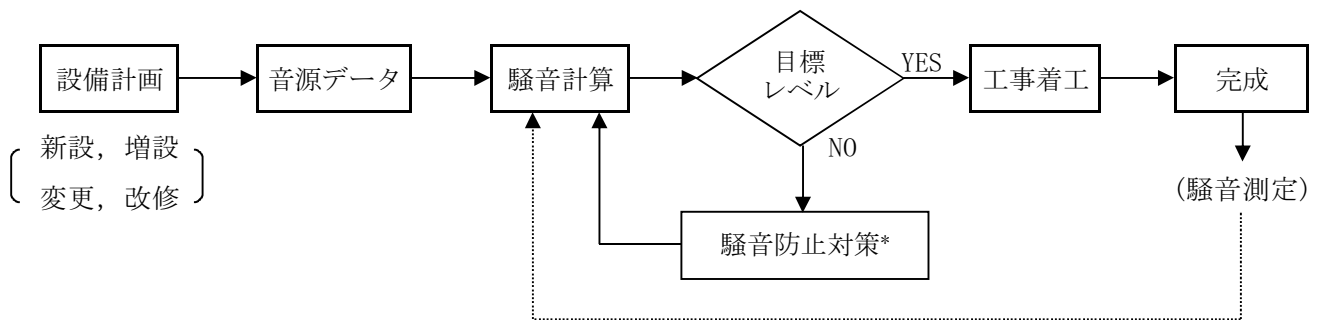 設備計画
音源データ
騒音計算
目標
レベル
YES
工事着工
完成
新設，増設
変更，改修
NO
(騒音測定)
騒音防止対策*